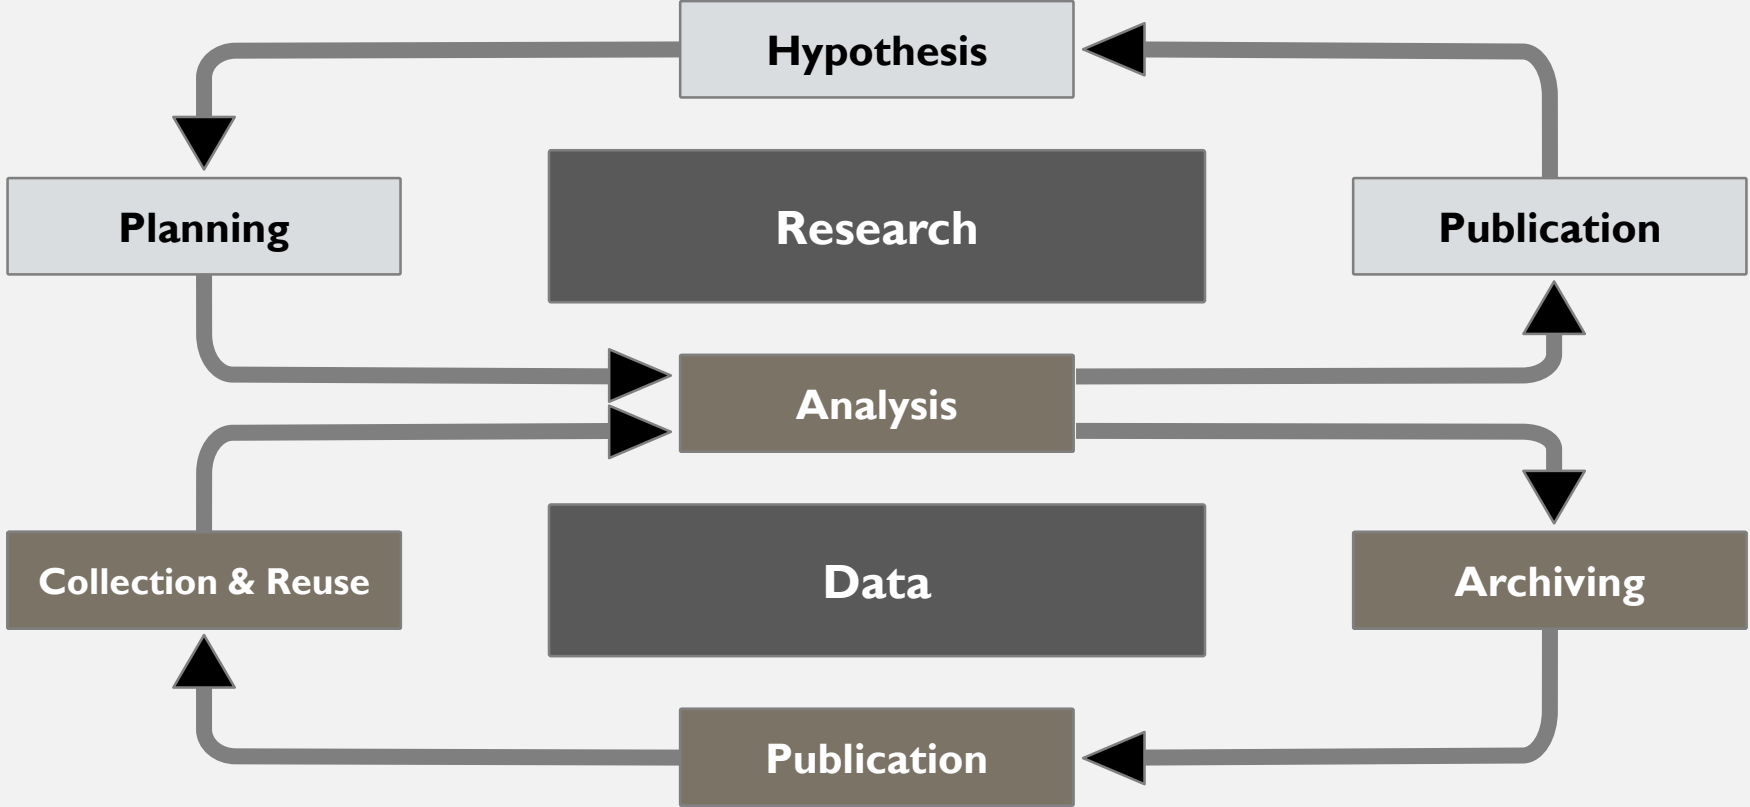 Hypothesis
Planning
Research
Publication
Analysis
Collection & Reuse
Data
Archiving
Publication